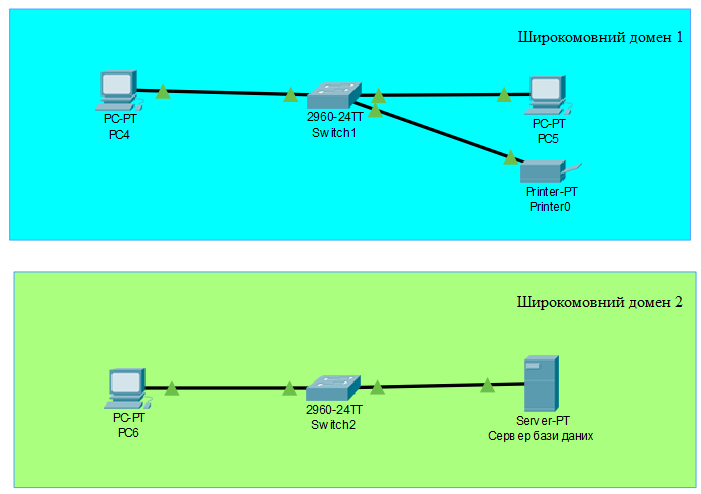 Широкомовний домен 1
PC-PT
PC4
2960-24TT
Switch1
PC-PT
PC5
Printer-PT
Printer0
Широкомовний домен 2
PC-PT
PC6
2960-24TT
Switch2
Server-PT
Сервер бази даних